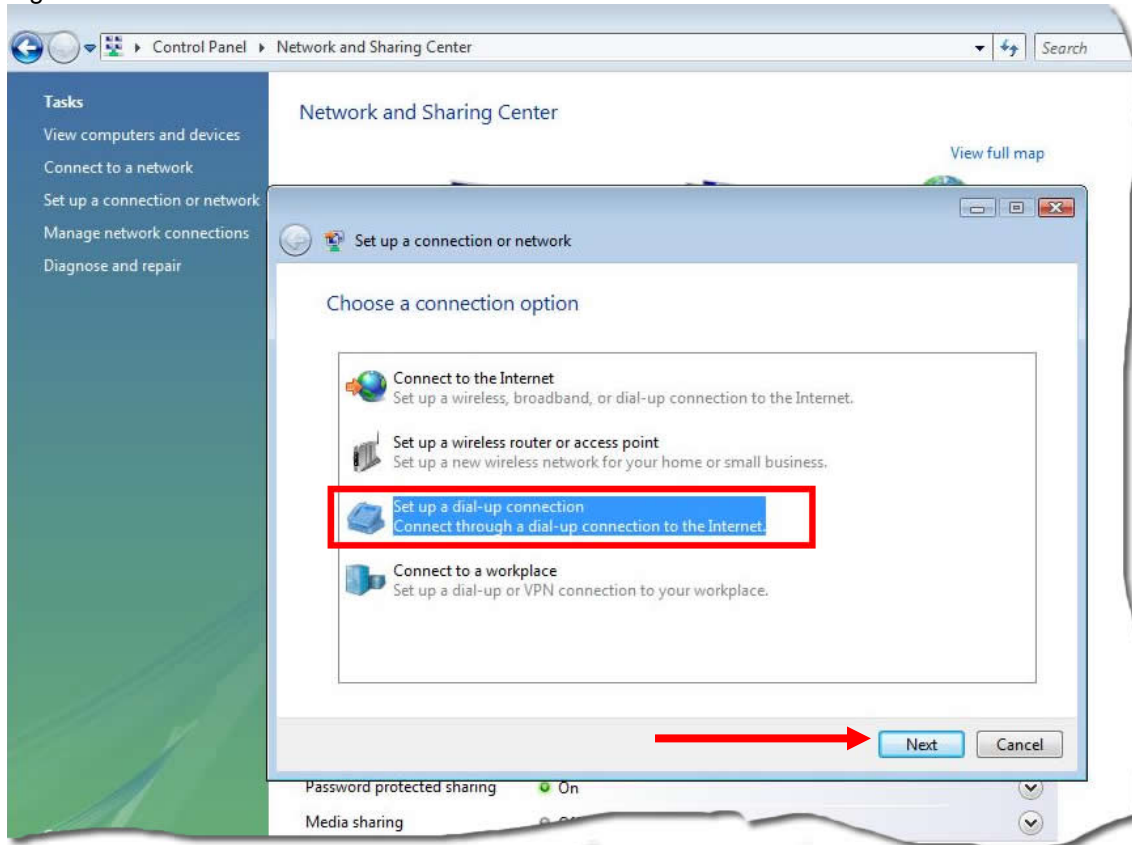 Control Panel Network and Sharing Center
Search
Tasks
View computers and devices
Connect to a network
Set up a connection or network
Manage network connections
Diagnose and repair
Network and Sharing Center
View full map
Set up a connection or network
Choose a connection option
Connect to the Internet
Set up a wireless, broadband, or dial-up connection to the Internet.
Set up a wireless router or access point
Set up a new wireless network for your home or small business.
Set up a dial-up connection
Connect through a dial-up connection to the Internet.
Connect to a workplace
Set up a dial-up or VPN connection to your workplace.
Next Cancel
Password protected sharing On
Media sharing